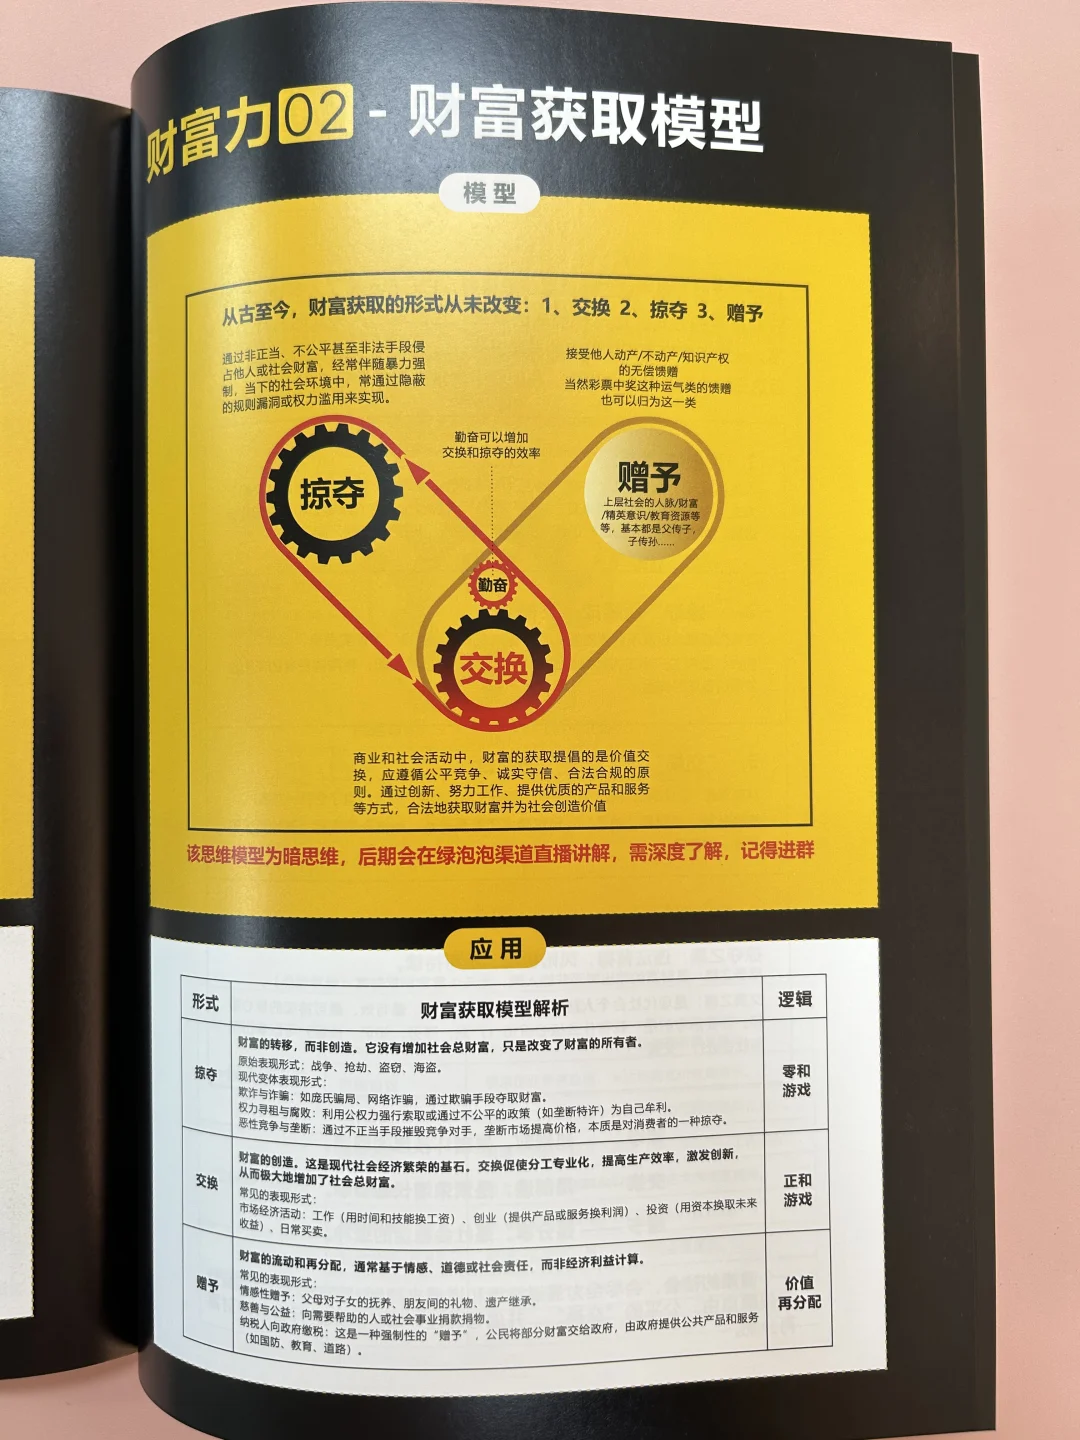 财富力02 - 财富获取模型
模型
从古至今，财富获取的形式从未改变：1、交换 2、掠夺 3、赠予
通过非正当、不公平甚至非法手段侵
占他人或社会财富，经常伴随暴力强
制，当下的社会环境中，常通过隐蔽
的规则漏洞或权力滥用来实现。
接受他人动产/不动产/知识产权
的无偿馈赠
当然彩票中奖这种运气类的馈赠
也可以归为这一类
勤奋可以增加
交换和掠夺的效率
掠夺
赠予
上层社会的人脉/财富
/精英意识/教育资源等
等，基本都是父传子，
子传孙……
勤奋
交换
商业和社会活动中，财富的获取提倡的是价值交
换，应遵循公平竞争、诚实守信、合法合规的原
则。通过创新、努力工作、提供优质的产品和服务
等方式，合法地获取财富并为社会创造价值
该思维模型为暗思维，后期会在绿泡泡渠道直播讲解，需深度了解，记得进群
应用
形式
财富获取模型解析
逻辑
掠夺
财富的转移，而非创造。它没有增加社会总财富，只是改变了财富的所有者。
原始表现形式：战争、抢劫、盗窃、海盗。
现代变体表现形式：
欺诈与诈骗：如庞氏骗局、网络诈骗，通过欺骗手段夺取财富。
权力寻租与腐败：利用公权力强行索取或通过不公平的政策（如垄断特许）为自己牟利。
恶性竞争与垄断：通过不正当手段摧毁竞争对手，垄断市场提高价格，本质是对消费者的一种掠夺。
零和
游戏
交换
财富的创造。这是现代社会经济繁荣的基石。交换促使分工专业化，提高生产效率，激发创新，
从而极大地增加了社会总财富。
常见的表现形式：
市场经济活动：工作（用时间和技能换工资）、创业（提供产品或服务换利润）、投资（用资本换取未来
收益）、日常买卖。
正和
游戏
赠予
财富的流动和再分配，通常基于情感、道德或社会责任，而非经济利益计算。
常见的表现形式：
情感性赠予：父母对子女的抚养、朋友间的礼物、遗产继承。
慈善与公益：向需要帮助的人或社会事业捐款捐物。
纳税人向政府缴税：这是一种强制性的“赠予”，公民将部分财富交给政府，由政府提供公共产品和服务
（如国防、教育、道路）。
价值
再分配